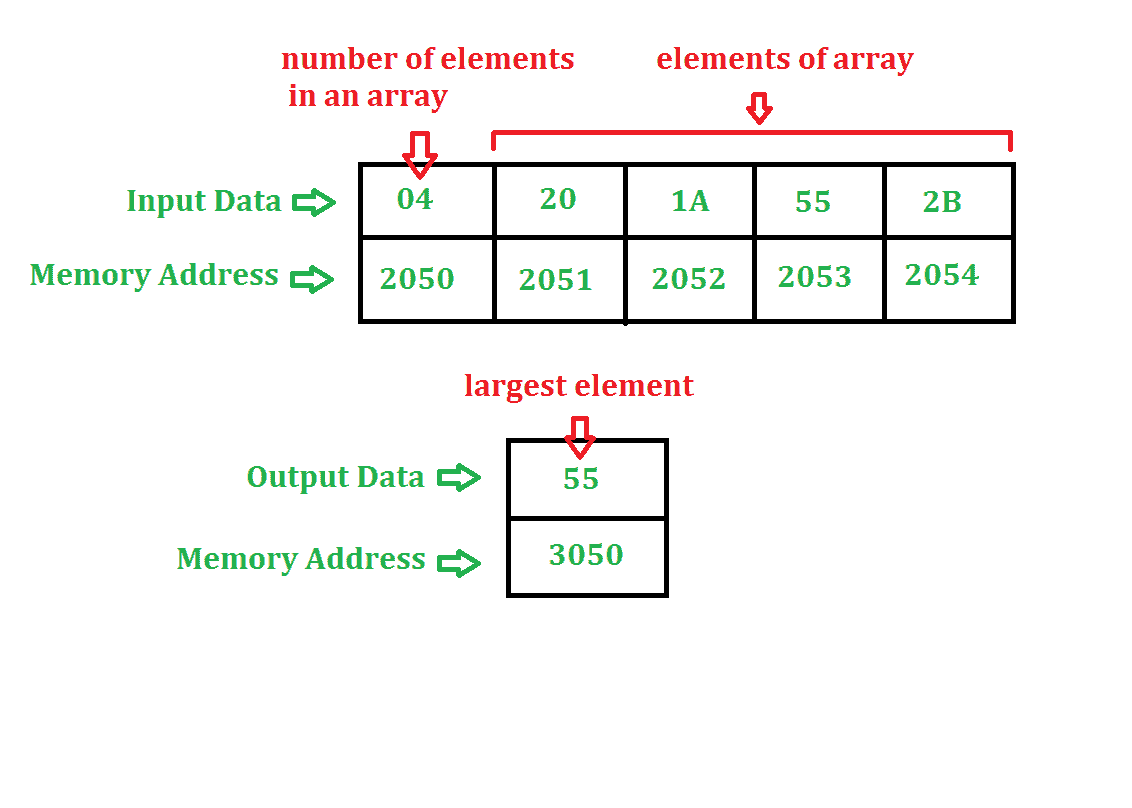 number of elements
in an array
elements of array
Input Data 04 20 1A 55 2B
Memory Address 2050 2051 2052 2053 2054
largest element
Output Data 55
Memory Address 3050